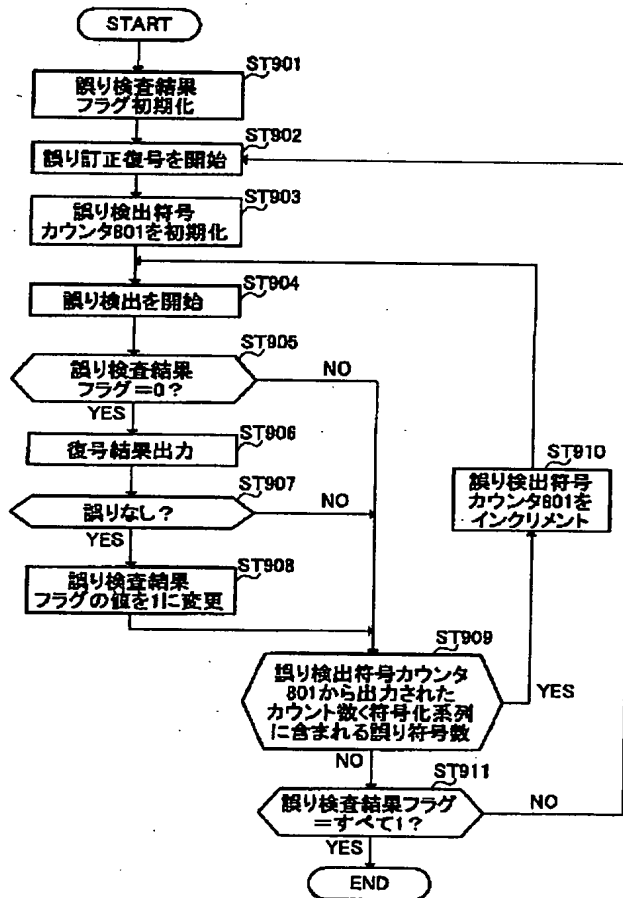 START
ST901
誤り検査結果
フラグ初期化
ST902
誤り訂正復号を開始
ST903
誤り検出符号
カウンタ801を初期化
ST904
誤り検出を開始
ST905
誤り検査結果
フラグ=0?
NO
YES
ST906
復号結果出力
ST907
誤りなし?
NO
YES
ST908
誤り検査結果
フラグの値を1に変更
ST910
誤り検出符号
カウンタ801を
インクリメント
ST909
誤り検出符号カウンタ
801から出力された
カウント数く符号化系列
に含まれる誤り符号数
YES
NO
ST911
誤り検査結果フラグ
=すべて1?
NO
YES
END